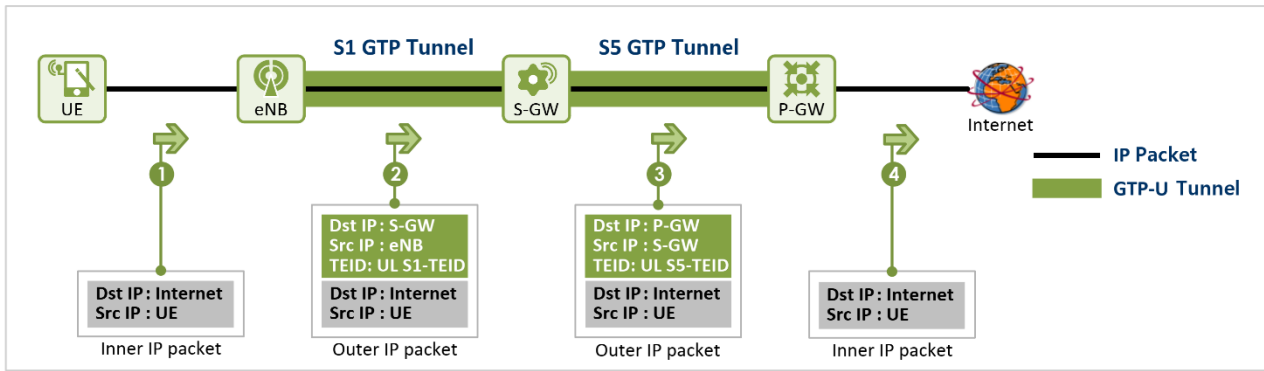 S1 GTP Tunnel
S5 GTP Tunnel
UE
eNB
S-GW
P-GW
Internet
IP Packet
GTP-U Tunnel
1
2
3
4
Dst IP : Internet
Src IP : UE
Inner IP packet
Dst IP : S-GW
Src IP : eNB
TEID: UL S1-TEID
Dst IP : Internet
Src IP : UE
Outer IP packet
Dst IP : P-GW
Src IP : S-GW
TEID: UL S5-TEID
Dst IP : Internet
Src IP : UE
Outer IP packet
Dst IP : Internet
Src IP : UE
Inner IP packet